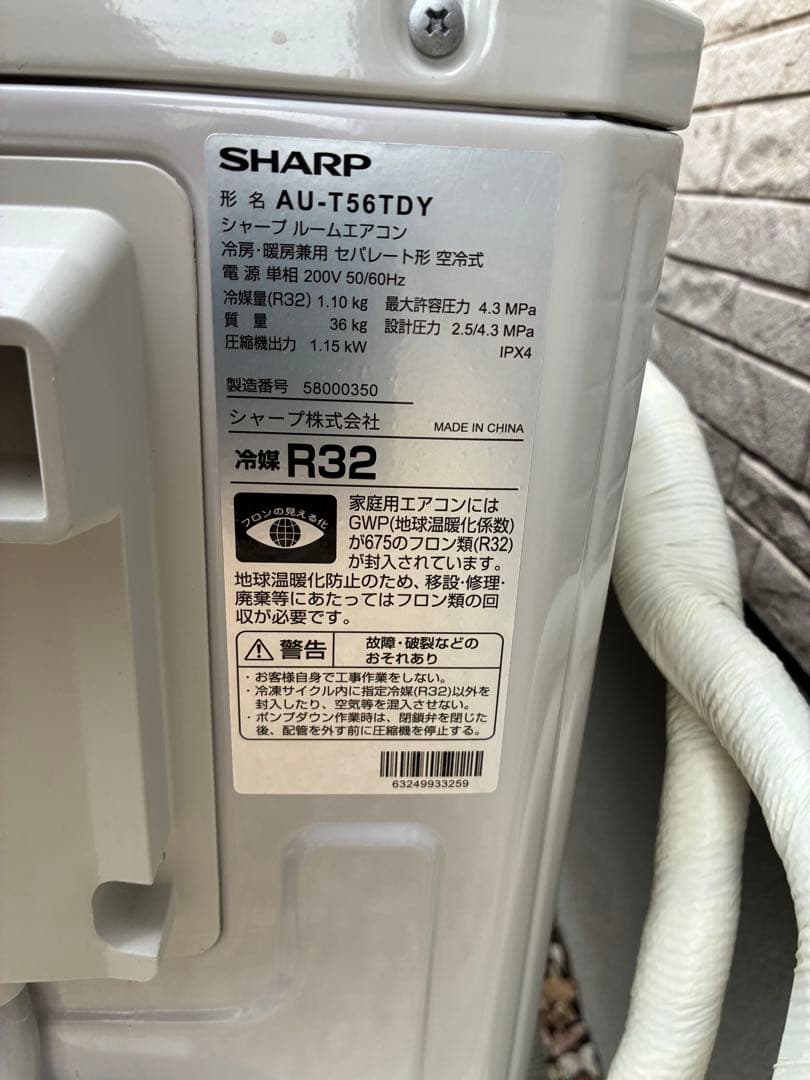 SHARP
形 名 AU-T56TDY
シャープ ルームエアコン
冷房・暖房兼用 セパレート形 空冷式
電 源 単相 200V 50/60Hz
冷媒量(R32) 1.10 kg 最大許容圧力 4.3 MPa
質 量 36 kg 設計圧力 2.5/4.3 MPa
圧縮機出力 1.15 kW IPX4
製造番号 58000350
シャープ株式会社 MADE IN CHINA
冷媒 R32
フロンの見える化
家庭用エアコンには
GWP(地球温暖化係数)
が675のフロン類(R32)
が封入されています。
地球温暖化防止のため、移設・修理・
廃棄等にあたってはフロン類の回
収が必要です。
警告 故障・破裂などの
おそれあり
・お客様自身で工事作業をしない。
・冷凍サイクル内に指定冷媒(R32)以外を
封入したり、空気等を混入させない。
・ポンプダウン作業時は、閉鎖弁を閉じた
後、配管を外す前に圧縮機を停止する。
63249933259